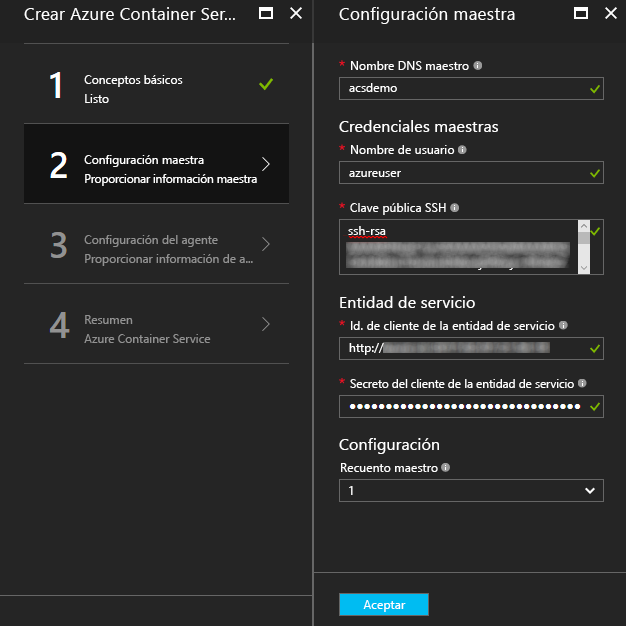 Crear Azure Container Ser...
1
Conceptos básicos
Listo
2
Configuración maestra
Proporcionar información maestra
3
Configuración del agente
Proporcionar información de a...
4
Resumen
Azure Container Service
Configuración maestra
* Nombre DNS maestro
acsdemo
Credenciales maestras
* Nombre de usuario
azureuser
* Clave pública SSH
ssh-rsa
Entidad de servicio
* Id. de cliente de la entidad de servicio
http://
* Secreto del cliente de la entidad de servicio
Configuración
Recuento maestro
1
Aceptar